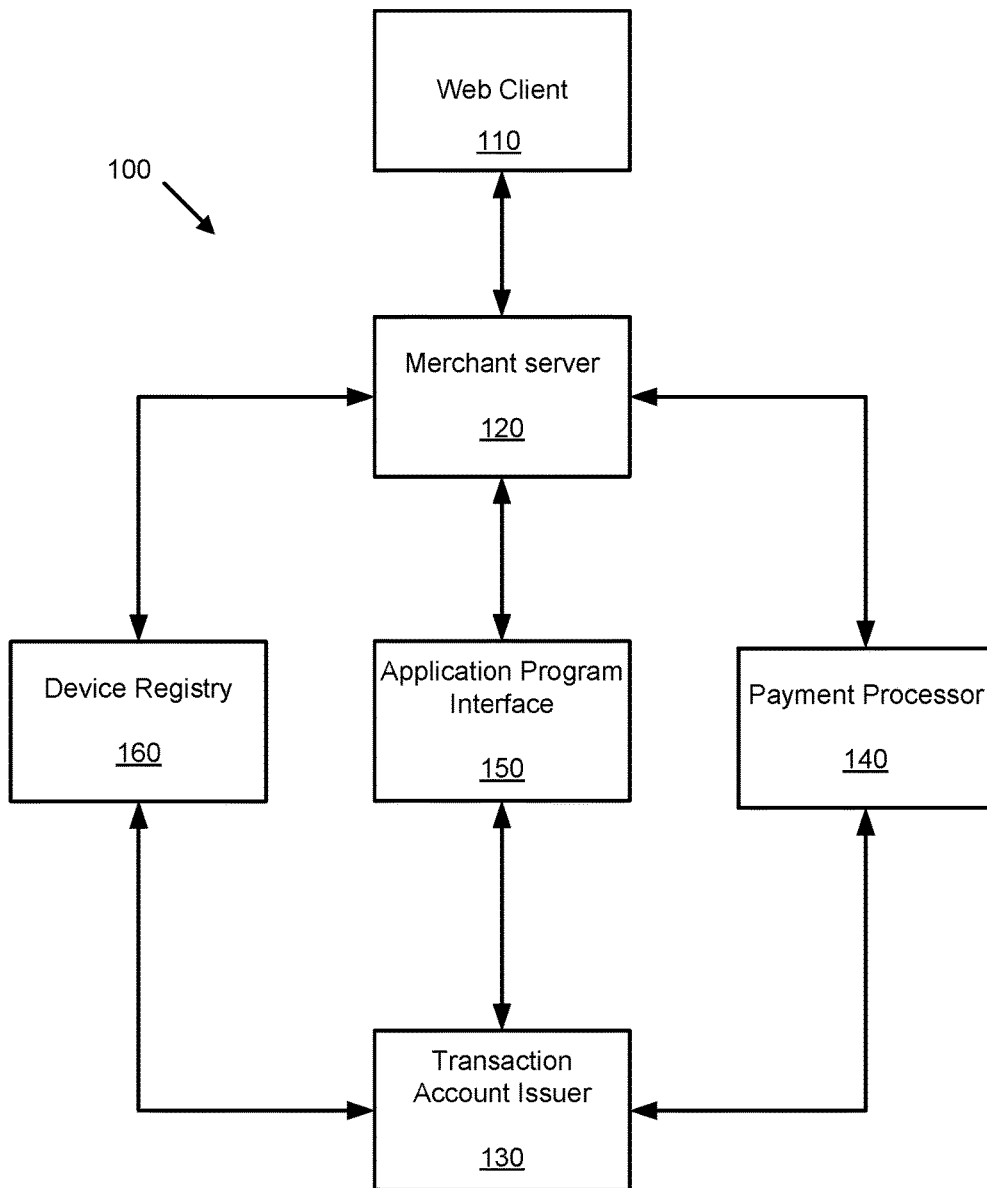 Web Client
110
100
Merchant server
120
Device Registry
160
Application Program
Interface
150
Payment Processor
140
Transaction
Account Issuer
130